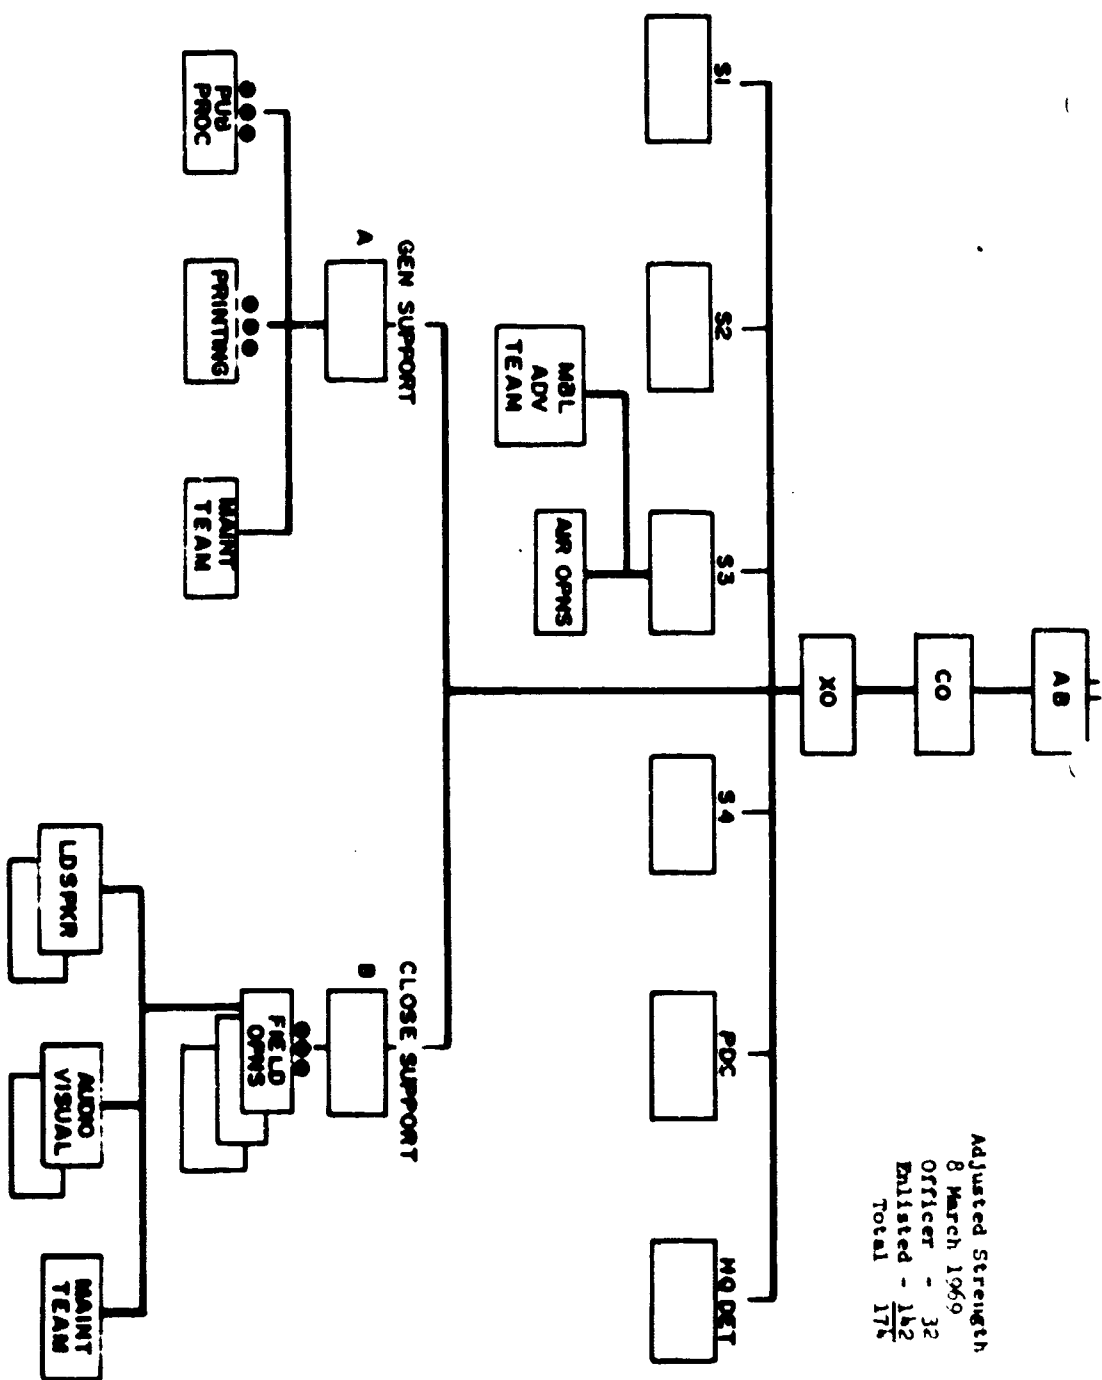 AB
CO
XO
Adjusted Strength
8 March 1969
Officer - 32
Enlisted - 142
Total 174
S1
S2
S3
S4
PDC
HQ DET
MBL
ADV
TEAM
AIR OPNS
GEN SUPPORT
A
CLOSE SUPPORT
B
PUB
PROC
PRINTING
MAINT
TEAM
FIELD
OPNS
LDSPKR
AUDIO
VISUAL
MAINT
TEAM